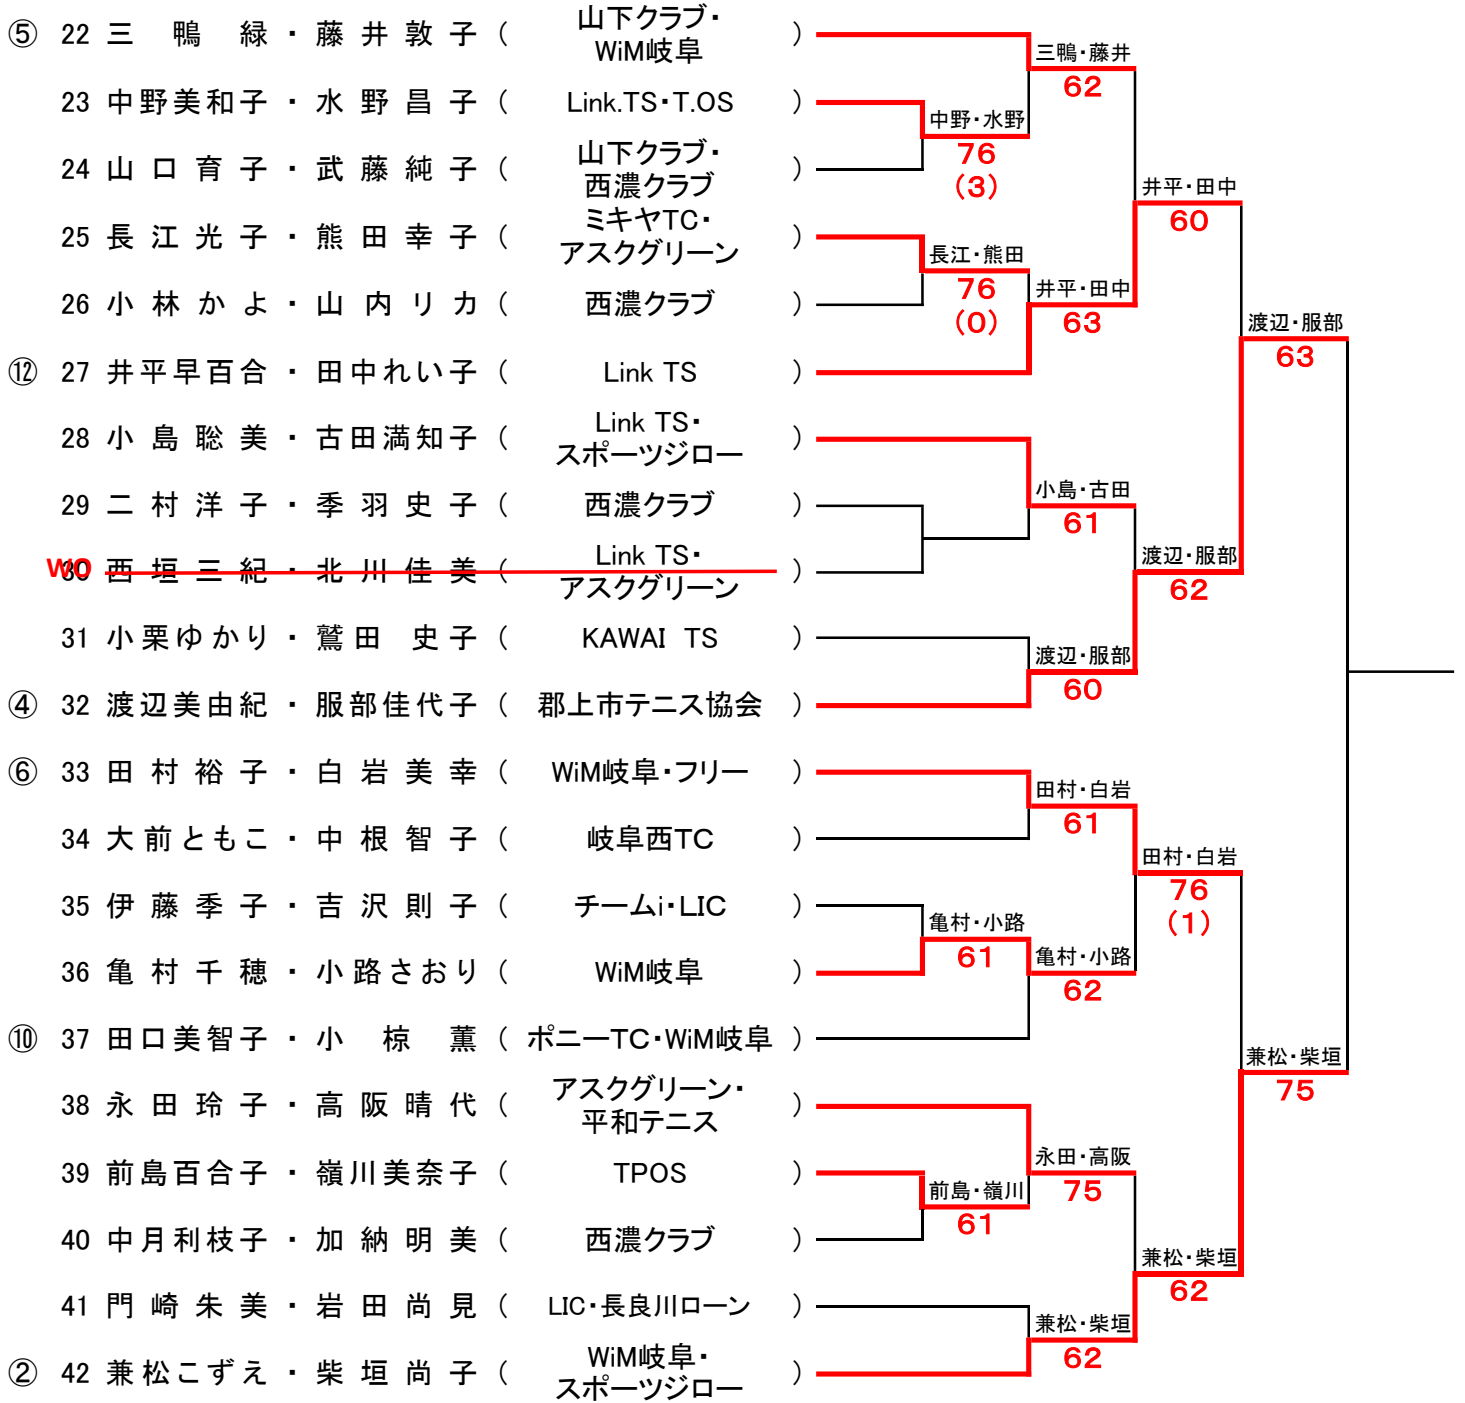 山下クラブ・
⑤ 22 三 鴨 緑 ・ 藤 井 敦 子 ( )
WiM岐阜
三鴨・藤井
62
23 中野美和子 ・ 水 野 昌 子 ( Link.TS・T.OS )
中野・水野
76
(3)
山下クラブ・
24 山 口 育 子 ・ 武 藤 純 子 ( )
西濃クラブ
井平・田中
60
ミキヤTC・
25 長 江 光 子 ・ 熊 田 幸 子 ( )
アスクグリーン
長江・熊田
76
(0)
26 小 林 か よ ・ 山 内 リ カ ( 西濃クラブ )
井平・田中
63
渡辺・服部
63
⑫ 27 井平早百合 ・ 田中れい子 ( Link TS )
Link TS・
28 小 島 聡 美 ・ 古田満知子 ( )
スポーツジロー
小島・古田
61
29 二 村 洋 子 ・ 季 羽 史 子 ( 西濃クラブ )
Link TS・
WO 30 西 垣 三 紀 ・ 北 川 佳 美 ( )
アスクグリーン
渡辺・服部
62
31 小栗ゆかり ・ 鷲田 史子 ( KAWAI TS )
渡辺・服部
60
④ 32 渡辺美由紀 ・ 服部佳代子 ( 郡上市テニス協会 )
⑥ 33 田 村 裕 子 ・ 白 岩 美 幸 ( WiM岐阜・フリー )
田村・白岩
61
34 大前ともこ ・ 中 根 智 子 ( 岐阜西TC )
田村・白岩
76
(1)
35 伊 藤 季 子 ・ 吉 沢 則 子 ( チームi・LIC )
亀村・小路
61
36 亀 村 千 穂 ・ 小路さおり ( WiM岐阜 )
亀村・小路
62
⑩ 37 田口美智子 ・ 小 椋 薫 ( ポニーTC・WiM岐阜 )
兼松・柴垣
75
アスクグリーン・
38 永 田 玲 子 ・ 高 阪 晴 代 ( )
平和テニス
永田・高阪
75
39 前島百合子 ・ 嶺川美奈子 ( TPOS )
前島・嶺川
61
40 中月利枝子 ・ 加 納 明 美 ( 西濃クラブ )
兼松・柴垣
62
41 門 崎 朱 美 ・ 岩 田 尚 見 ( LIC・長良川ローン )
兼松・柴垣
62
WiM岐阜・
② 42 兼松こずえ ・ 柴 垣 尚 子 ( )
スポーツジロー